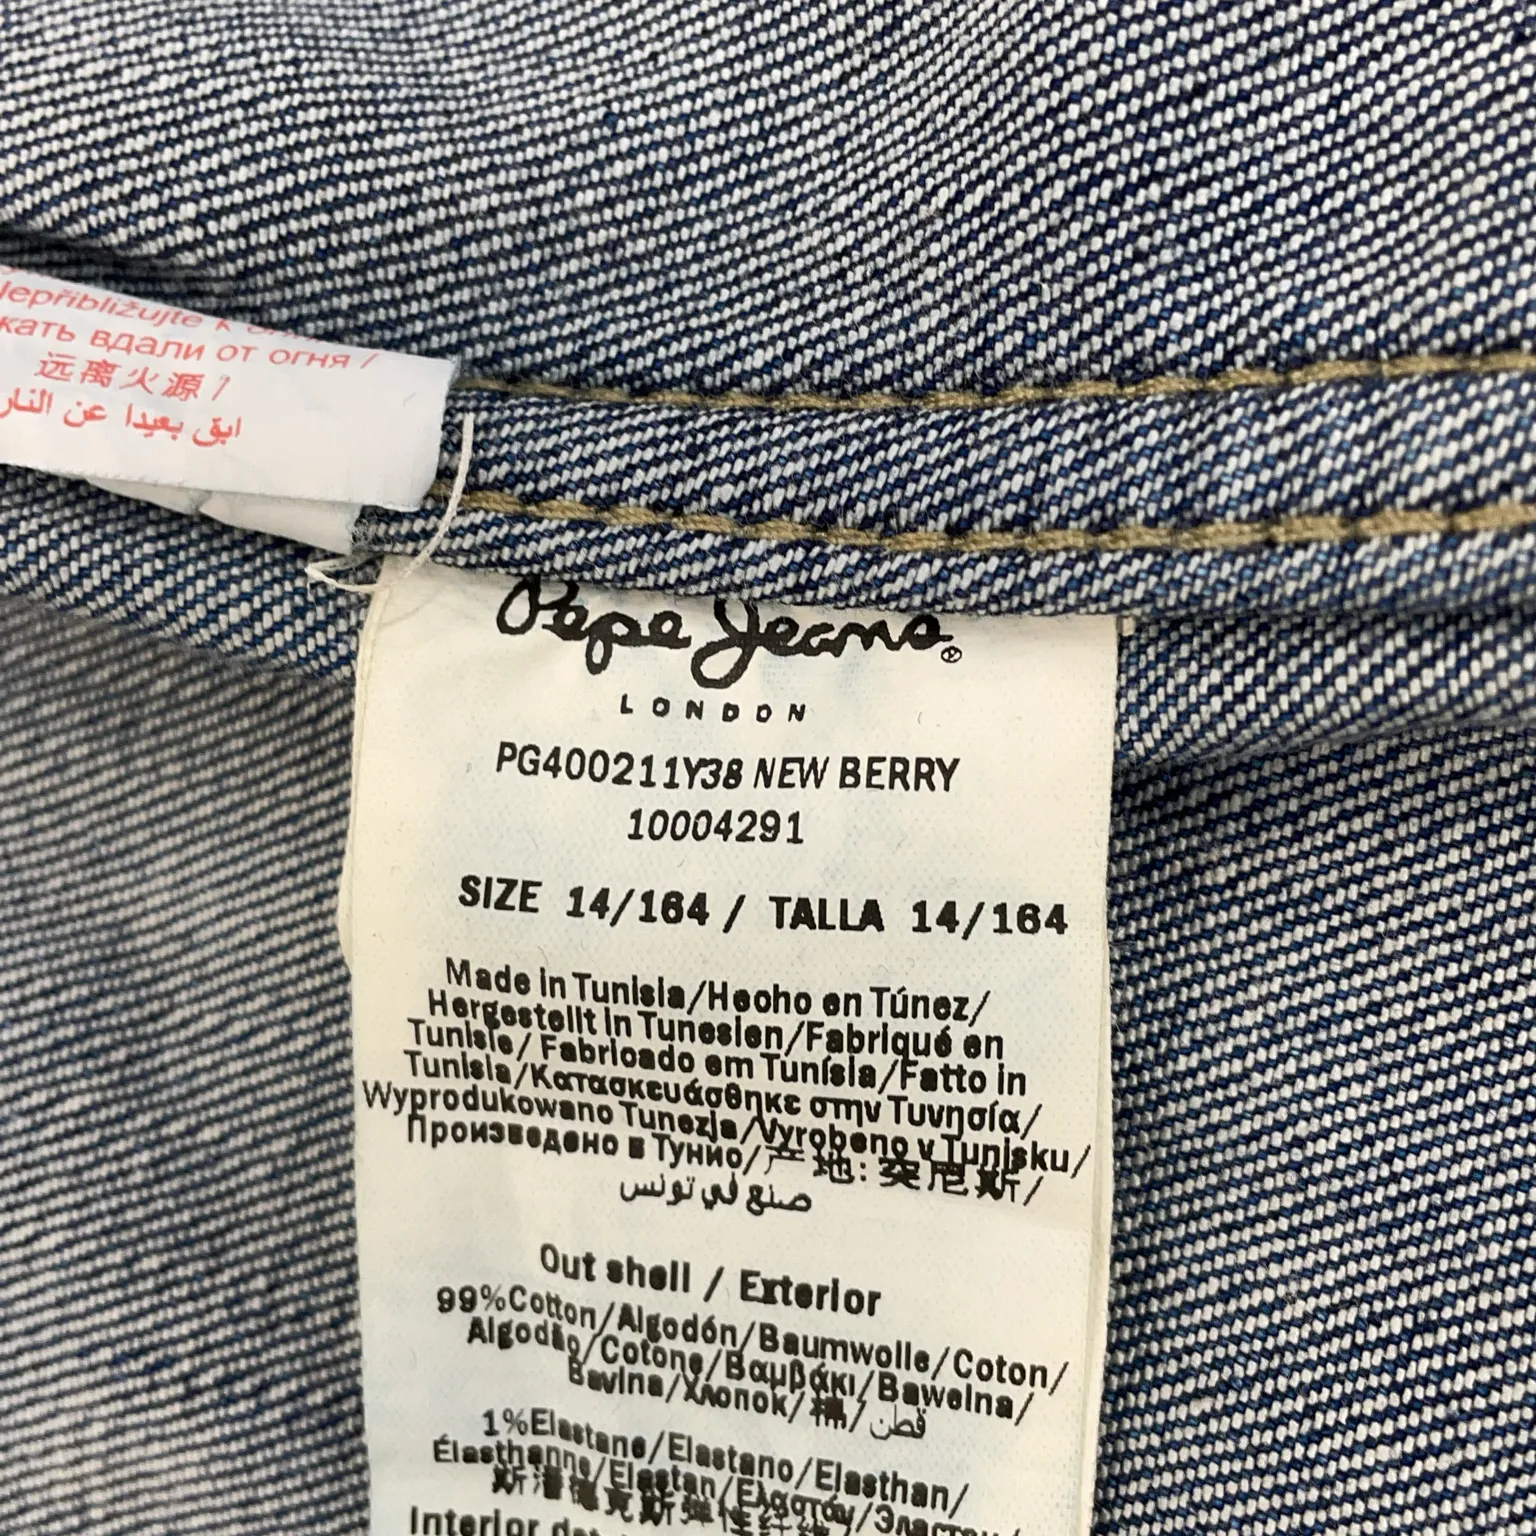 Nepřibližujte k
кать вдали от огня /
远离火源 /
ابق بعيدا عن النار
Pepe Jeans®
LONDON
PG400211Y38 NEW BERRY
10004291
SIZE 14/164 / TALLA 14/164
Made in Tunisia/Hecho en Túnez/
Hergestellt in Tunesien/Fabriqué en
Tunisie/ Fabricado em Tunísia/Fatto in
Tunisia/Κατασκευάσθηκε στην Τυνησία/
Wyprodukowano Tunezja/Vyrobeno v Tunisku/
Произведено в Тунио/产地: 突尼斯/
صنع في تونس
Out shell / Exterior
99%Cotton/Algodón/Baumwolle/Coton/
Algodão/Cotone/Βαμβάκι/Bawelna/
Bavlna/Хлопок/棉/قطن
1%Elastane/Elastano/Elasthan/
Élasthanne/Elastan/Ελαστάν/Эластан/
Interior